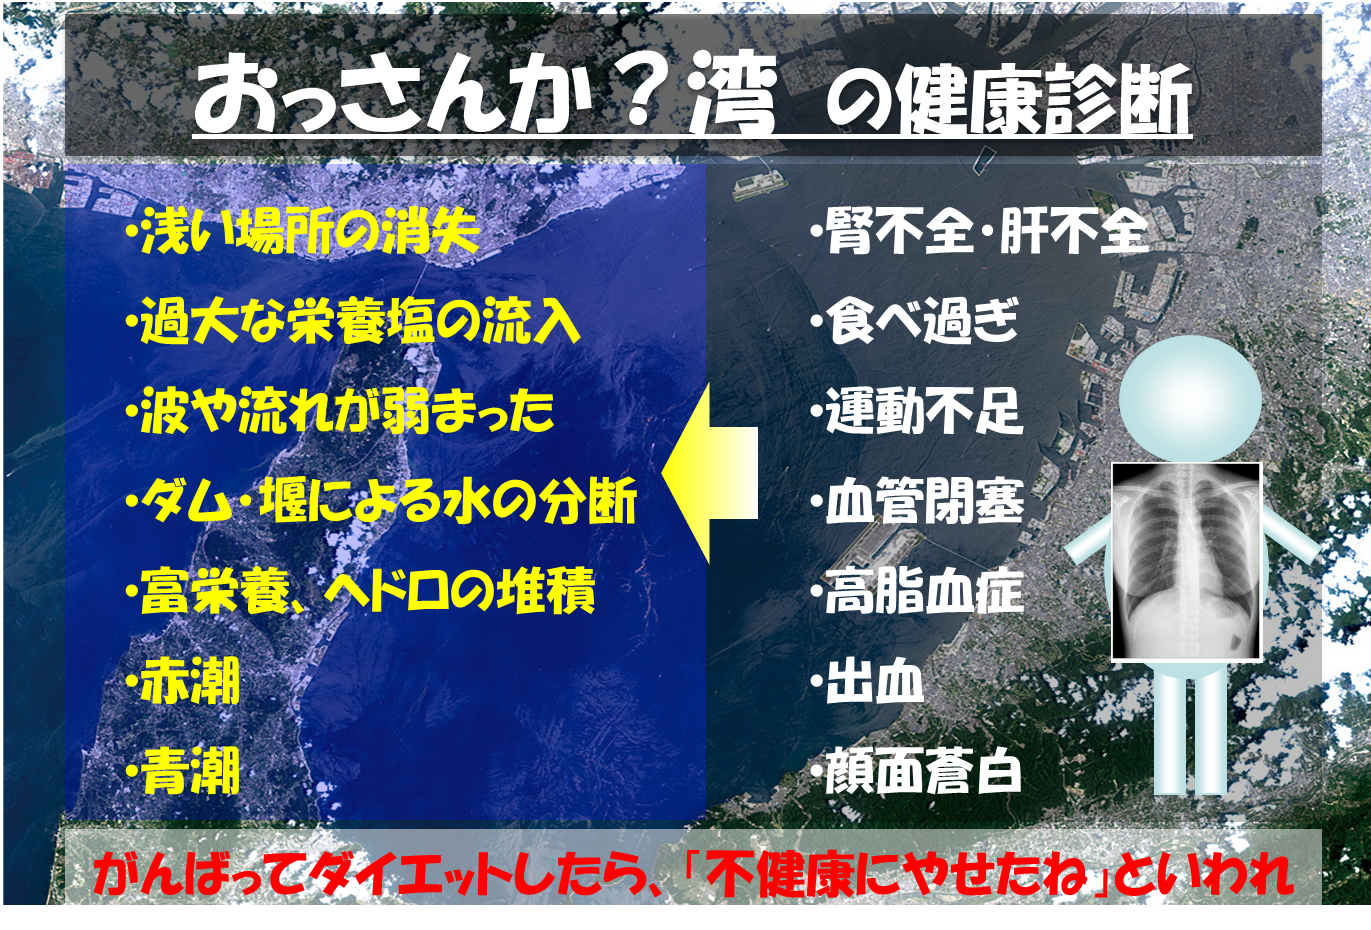 おっさんか？湾 の健康診断
・浅い場所の消失
・過大な栄養塩の流入
・波や流れが弱まった
・ダム・堰による水の分断
・富栄養、ヘドロの堆積
・赤潮
・青潮
・腎不全・肝不全
・食べ過ぎ
・運動不足
・血管閉塞
・高脂血症
・出血
・顔面蒼白
がんばってダイエットしたら、「不健康にやせたね」といわれ